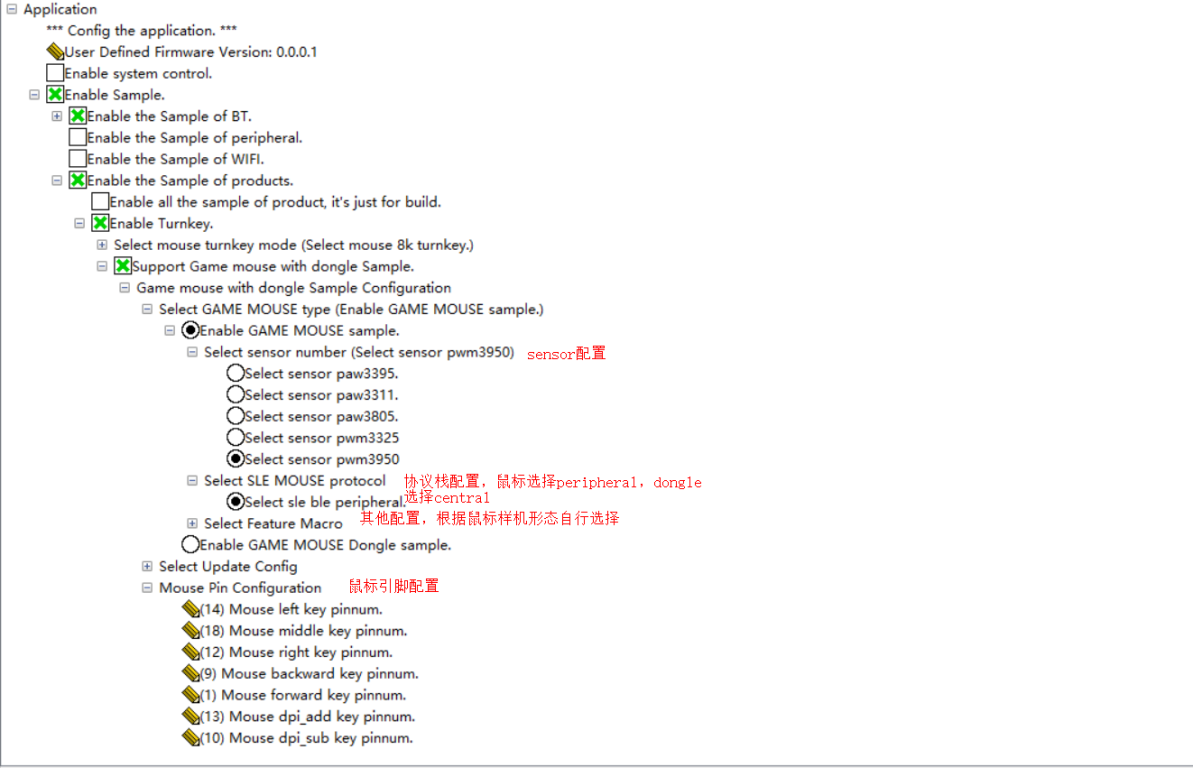 Application
*** Config the application. ***
User Defined Firmware Version: 0.0.0.1
Enable system control.
Enable Sample.
Enable the Sample of BT.
Enable the Sample of peripheral.
Enable the Sample of WIFI.
Enable the Sample of products.
Enable all the sample of product, it's just for build.
Enable Turnkey.
Select mouse turnkey mode (Select mouse 8k turnkey.)
Support Game mouse with dongle Sample.
Game mouse with dongle Sample Configuration
Select GAME MOUSE type (Enable GAME MOUSE sample.)
Enable GAME MOUSE sample.
Select sensor number (Select sensor pwm3950) sensor配置
Select sensor paw3395.
Select sensor paw3311.
Select sensor paw3805.
Select sensor pwm3325
Select sensor pwm3950
Select SLE MOUSE protocol 协议栈配置，鼠标选择peripheral，dongle
选择central
Select sle ble peripheral.
Select Feature Macro 其他配置，根据鼠标样机形态自行选择
Enable GAME MOUSE Dongle sample.
Select Update Config
Mouse Pin Configuration 鼠标引脚配置
(14) Mouse left key pinnum.
(18) Mouse middle key pinnum.
(12) Mouse right key pinnum.
(9) Mouse backward key pinnum.
(1) Mouse forward key pinnum.
(13) Mouse dpi_add key pinnum.
(10) Mouse dpi_sub key pinnum.